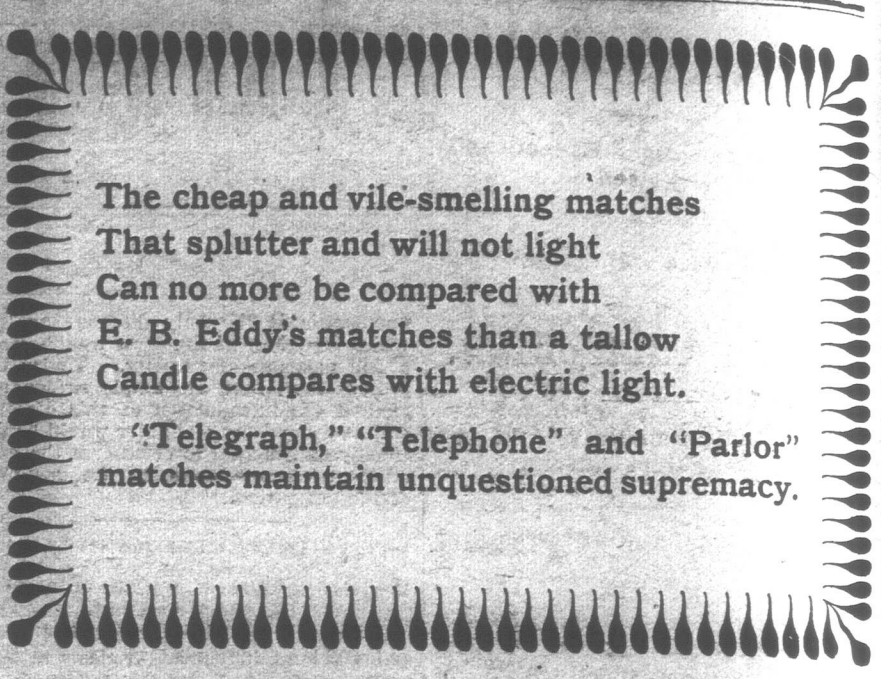 The cheap and vile-smelling matches
That splutter and will not light
Can no more be compared with
E. B. Eddy's matches than a tallow
Candle compares with electric light.
"Telegraph," "Telephone" and "Parlor"
matches maintain unquestioned supremacy.